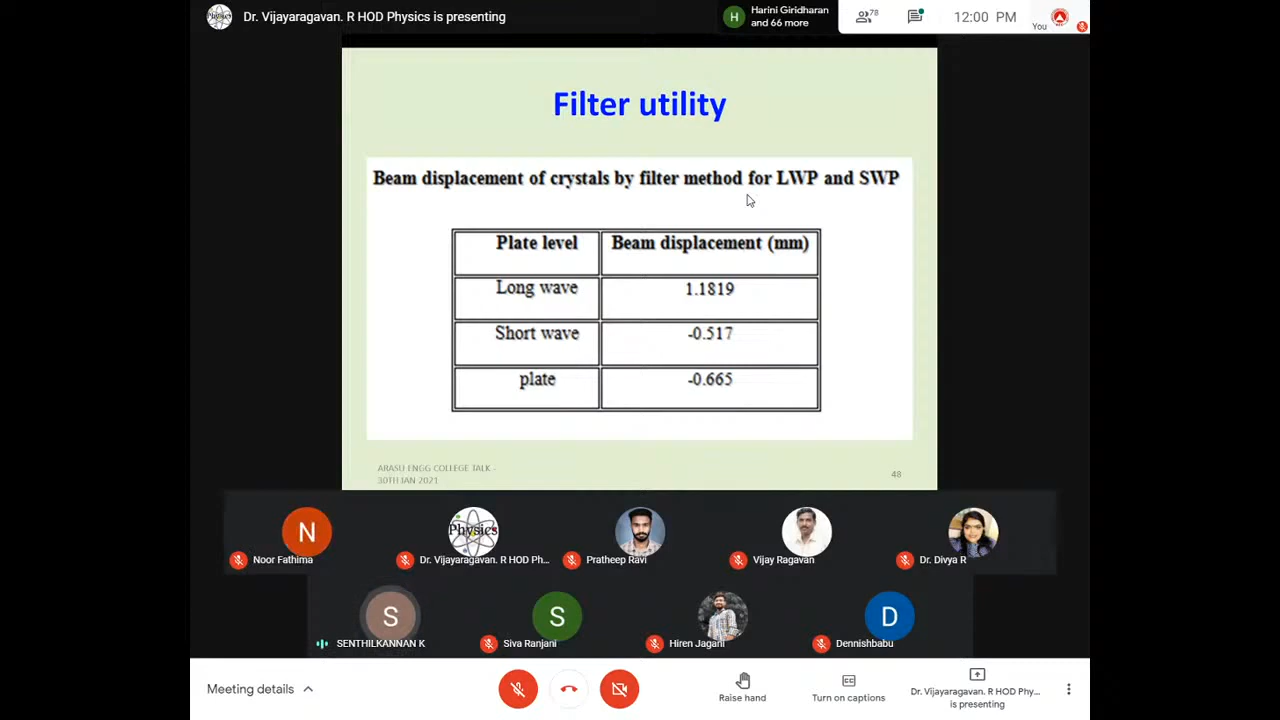 Dr. Vijayaragavan. R HOD Physics is presenting
H
Harini Giridharan
and 66 more
78
12:00 PM
You
Filter utility
Beam displacement of crystals by filter method for LWP and SWP
Plate level
Beam displacement (mm)
Long wave
1.1819
Short wave
-0.517
plate
-0.665
ARASU ENGG COLLEGE TALK -
30TH JAN 2021
48
N
Noor Fathima
Physics
Dr. Vijayaragavan. R HOD Ph...
Pratheep Ravi
Vijay Ragavan
Dr. Divya R
S
SENTHILKANNAN K
S
Siva Ranjani
Hiren Jagani
D
Dennishbabu
Meeting details
Raise hand
Turn on captions
Dr. Vijayaragavan. R HOD Phy...
is presenting